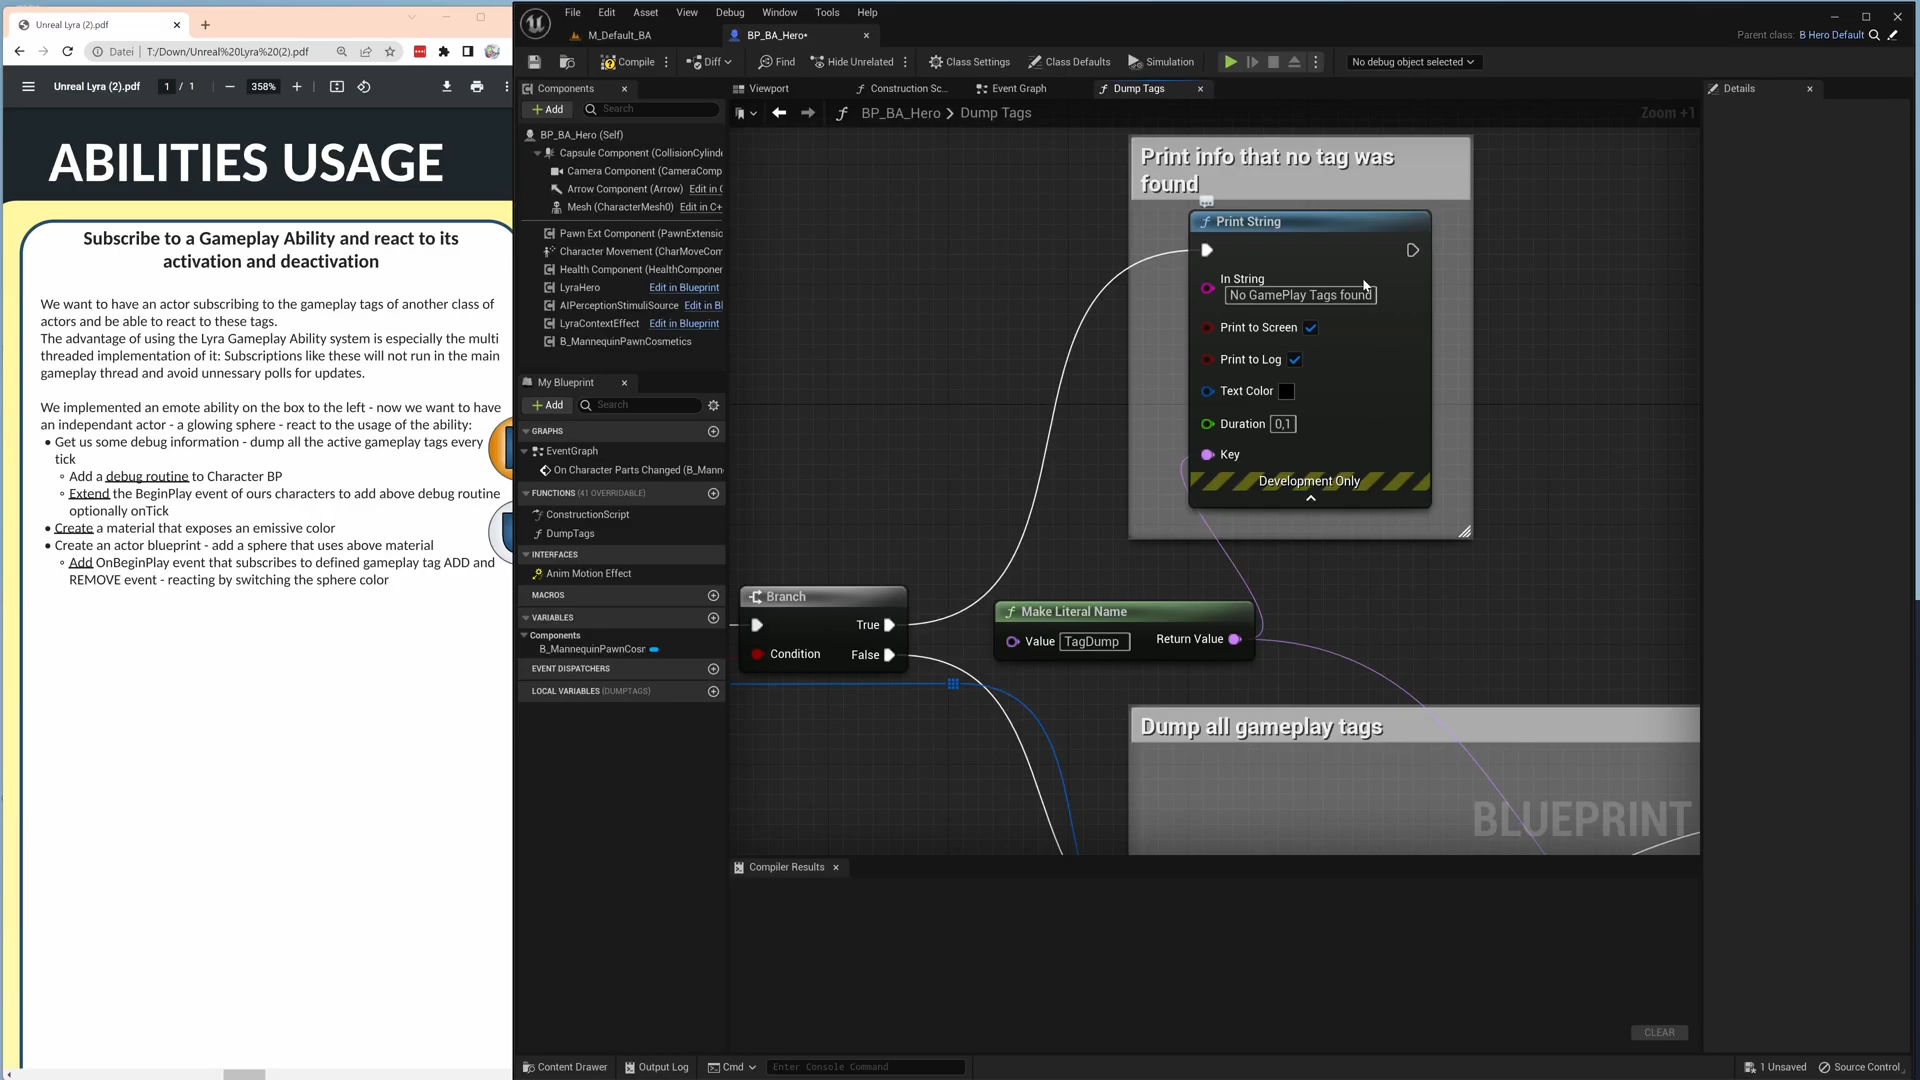 Unreal Lyra (2).pdf
Datei
T:/Down/Unreal%20Lyra%20(2).pdf
Unreal Lyra (2).pdf
1 / 1
358%
ABILITIES USAGE
Subscribe to a Gameplay Ability and react to its
activation and deactivation
We want to have an actor subscribing to the gameplay tags of another class of
actors and be able to react to these tags.
The advantage of using the Lyra Gameplay Ability system is especially the multi
threaded implementation of it: Subscriptions like these will not run in the main
gameplay thread and avoid unnessary polls for updates.
We implemented an emote ability on the box to the left - now we want to have
an independant actor - a glowing sphere - react to the usage of the ability:
• Get us some debug information - dump all the active gameplay tags every
tick
◦ Add a debug routine to Character BP
◦ Extend the BeginPlay event of ours characters to add above debug routine
optionally onTick
• Create a material that exposes an emissive color
• Create an actor blueprint - add a sphere that uses above material
◦ Add OnBeginPlay event that subscribes to defined gameplay tag ADD and
REMOVE event - reacting by switching the sphere color
File Edit Asset View Debug Window Tools Help
M_Default_BA
BP_BA_Hero*
Parent class: B Hero Default
Compile
Diff
Find
Hide Unrelated
Class Settings
Class Defaults
Simulation
No debug object selected
Components
Add
Search
BP_BA_Hero (Self)
Capsule Component (CollisionCylinde
Camera Component (CameraComp
Arrow Component (Arrow) Edit in C
Mesh (CharacterMesh0) Edit in C+
Pawn Ext Component (PawnExtensio
Character Movement (CharMoveCom
Health Component (HealthComponer
LyraHero Edit in Blueprint
AIPerceptionStimuliSource Edit in Bl
LyraContextEffect Edit in Blueprint
B_MannequinPawnCosmetics
My Blueprint
Add
Search
GRAPHS
EventGraph
On Character Parts Changed (B_Mann
FUNCTIONS (41 OVERRIDABLE)
ConstructionScript
DumpTags
INTERFACES
Anim Motion Effect
MACROS
VARIABLES
Components
B_MannequinPawnCosr
EVENT DISPATCHERS
LOCAL VARIABLES (DUMPTAGS)
Viewport
Construction Sc...
Event Graph
Dump Tags
BP_BA_Hero > Dump Tags
Zoom +1
Print info that no tag was
found
Print String
In String
No GamePlay Tags found
Print to Screen
Print to Log
Text Color
Duration 0,1
Key
Development Only
Branch
True
Condition
False
Make Literal Name
Value TagDump
Return Value
Dump all gameplay tags
BLUEPRINT
Compiler Results
CLEAR
Details
Content Drawer
Output Log
Cmd
Enter Console Command
1 Unsaved
Source Control